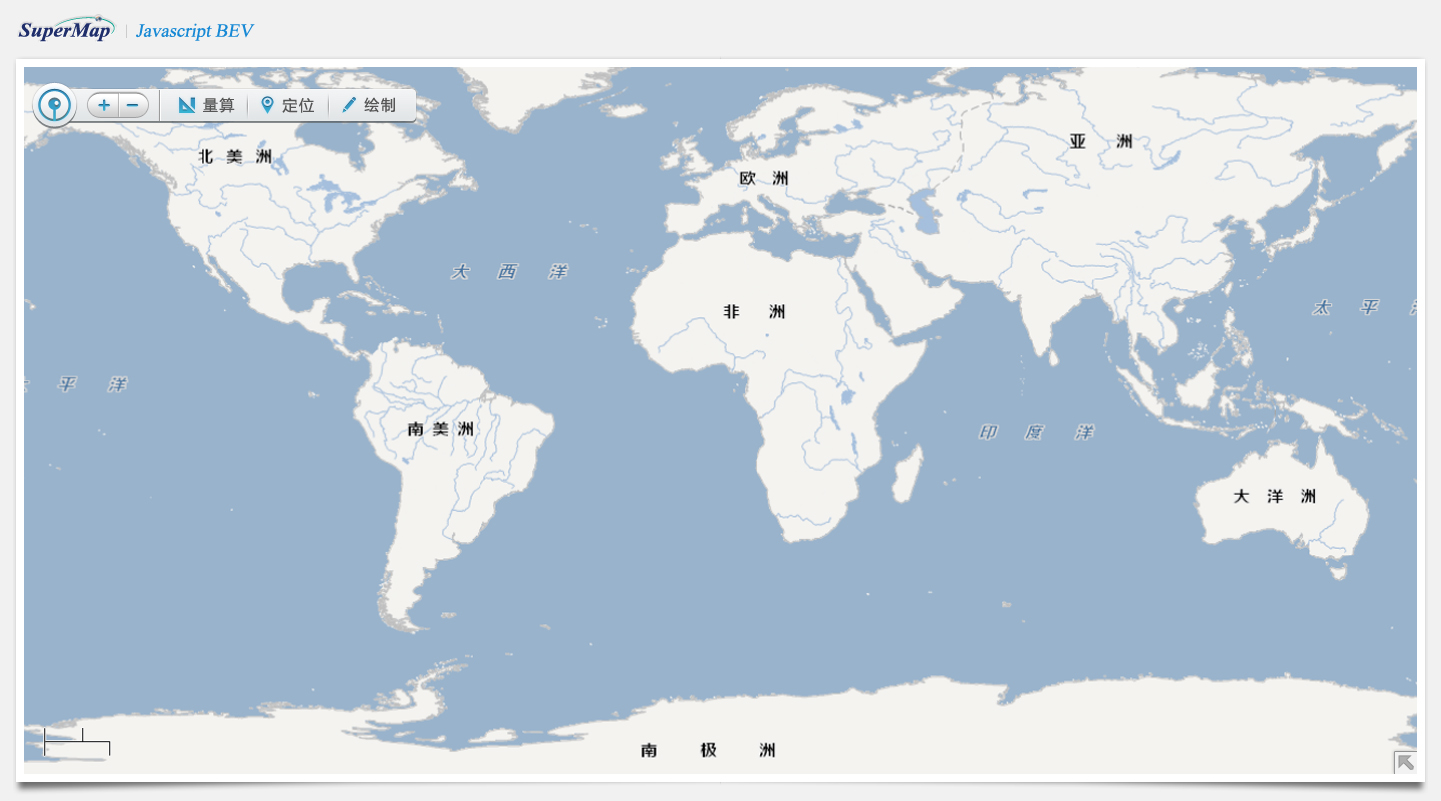 SuperMap | Javascript BEV
+ − 量算 定位 绘制
亚 洲
北 美 洲
欧 洲
大 西 洋
太 平
非 洲
平 洋
南 美 洲
印 度 洋
大 洋 洲
南 极 洲